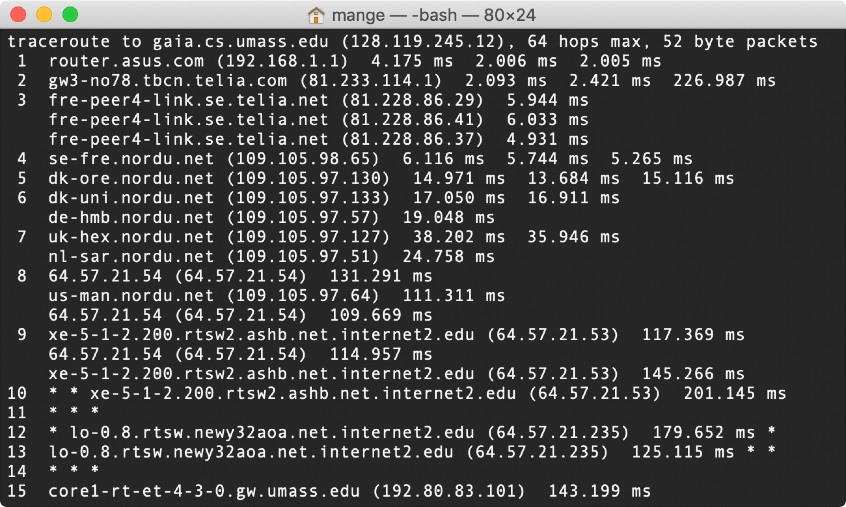 mange — -bash — 80×24
traceroute to gaia.cs.umass.edu (128.119.245.12), 64 hops max, 52 byte packets
 1  router.asus.com (192.168.1.1)  4.175 ms  2.006 ms  2.005 ms
 2  gw3-no78.tbcn.telia.com (81.233.114.1)  2.093 ms  2.421 ms  226.987 ms
 3  fre-peer4-link.se.telia.net (81.228.86.29)  5.944 ms
    fre-peer4-link.se.telia.net (81.228.86.41)  6.033 ms
    fre-peer4-link.se.telia.net (81.228.86.37)  4.931 ms
 4  se-fre.nordu.net (109.105.98.65)  6.116 ms  5.744 ms  5.265 ms
 5  dk-ore.nordu.net (109.105.97.130)  14.971 ms  13.684 ms  15.116 ms
 6  dk-uni.nordu.net (109.105.97.133)  17.050 ms  16.911 ms
    de-hmb.nordu.net (109.105.97.57)  19.048 ms
 7  uk-hex.nordu.net (109.105.97.127)  38.202 ms  35.946 ms
    nl-sar.nordu.net (109.105.97.51)  24.758 ms
 8  64.57.21.54 (64.57.21.54)  131.291 ms
    us-man.nordu.net (109.105.97.64)  111.311 ms
    64.57.21.54 (64.57.21.54)  109.669 ms
 9  xe-5-1-2.200.rtsw2.ashb.net.internet2.edu (64.57.21.53)  117.369 ms
    64.57.21.54 (64.57.21.54)  114.957 ms
    xe-5-1-2.200.rtsw2.ashb.net.internet2.edu (64.57.21.53)  145.266 ms
10  * * xe-5-1-2.200.rtsw2.ashb.net.internet2.edu (64.57.21.53)  201.145 ms
11  * * *
12  * lo-0.8.rtsw.newy32aoa.net.internet2.edu (64.57.21.235)  179.652 ms *
13  lo-0.8.rtsw.newy32aoa.net.internet2.edu (64.57.21.235)  125.115 ms * *
14  * * *
15  core1-rt-et-4-3-0.gw.umass.edu (192.80.83.101)  143.199 ms